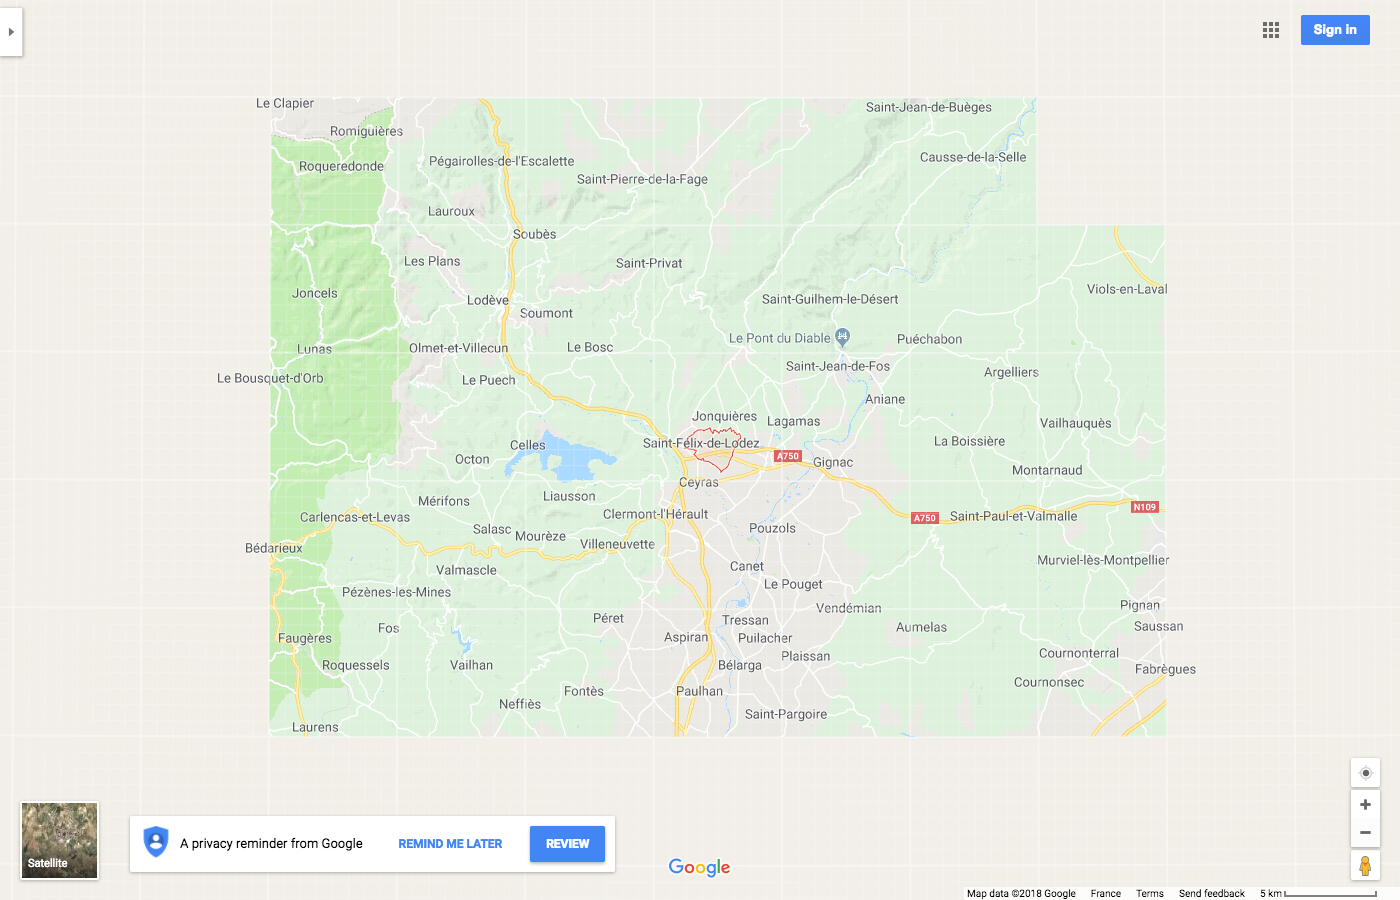 Sign in
Le Clapier
Saint-Jean-de-Buèges
Romiguières
Causse-de-la-Selle
Roqueredonde
Pégairolles-de-l'Escalette
Saint-Pierre-de-la-Fage
Lauroux
Soubès
Les Plans
Saint-Privat
Joncels
Viols-en-Laval
Lodève
Saint-Guilhem-le-Désert
Soumont
Le Pont du Diable
Puéchabon
Lunas
Olmet-et-Villecun
Le Bosc
Saint-Jean-de-Fos
Argelliers
Le Bousquet-d'Orb
Le Puech
Aniane
Jonquières
Lagamas
Vailhauquès
Saint-Félix-de-Lodez
Celles
La Boissière
A750
Octon
Gignac
Montarnaud
Ceyras
Liausson
Mérifons
N109
Carlencas-et-Levas
Clermont-l'Hérault
A750
Saint-Paul-et-Valmalle
Salasc
Mourèze
Pouzols
Villeneuvette
Bédarieux
Murviel-lès-Montpellier
Valmascle
Canet
Le Pouget
Pézènes-les-Mines
Vendémian
Pignan
Péret
Tressan
Fos
Aumelas
Saussan
Faugères
Aspiran
Puilacher
Plaissan
Cournonterral
Roquessels
Vailhan
Bélarga
Fabrègues
Fontès
Paulhan
Cournonsec
Neffiès
Saint-Pargoire
Laurens
Satellite
A privacy reminder from Google
REMIND ME LATER
REVIEW
Google
Map data ©2018 Google France Terms Send feedback 5 km